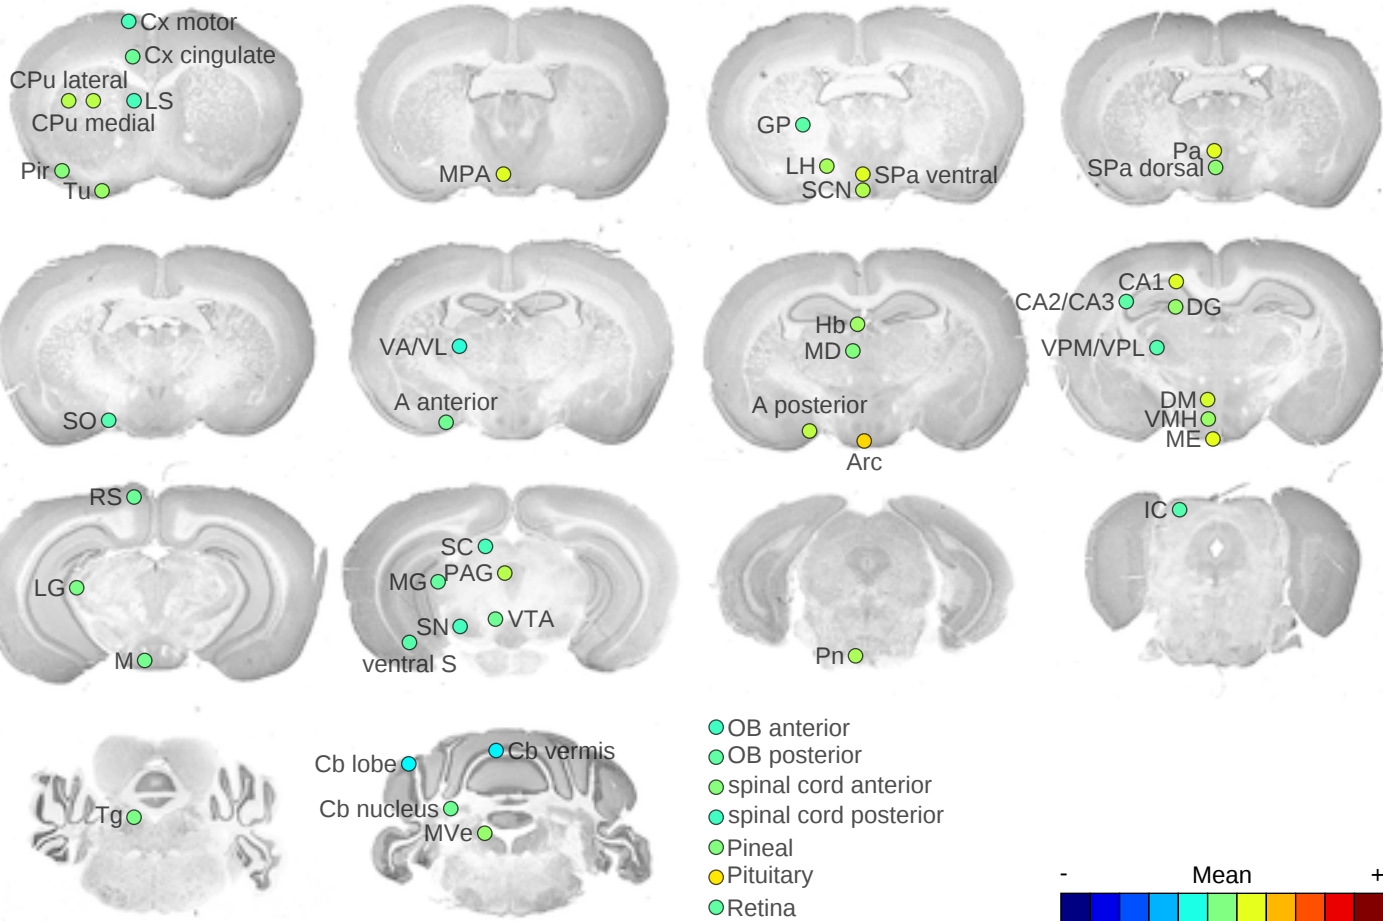 Cx motor
Cx cingulate
CPu lateral
LS
CPu medial
Pir
Tu
MPA
GP
LH
SPa ventral
SCN
Pa
SPa dorsal
SO
VA/VL
A anterior
Hb
MD
A posterior
Arc
CA1
CA2/CA3
DG
VPM/VPL
DM
VMH
ME
RS
LG
M
SC
PAG
MG
VTA
SN
ventral S
Pn
IC
Tg
Cb lobe
Cb vermis
Cb nucleus
MVe
OB anterior
OB posterior
spinal cord anterior
spinal cord posterior
Pineal
Pituitary
Retina
- Mean +